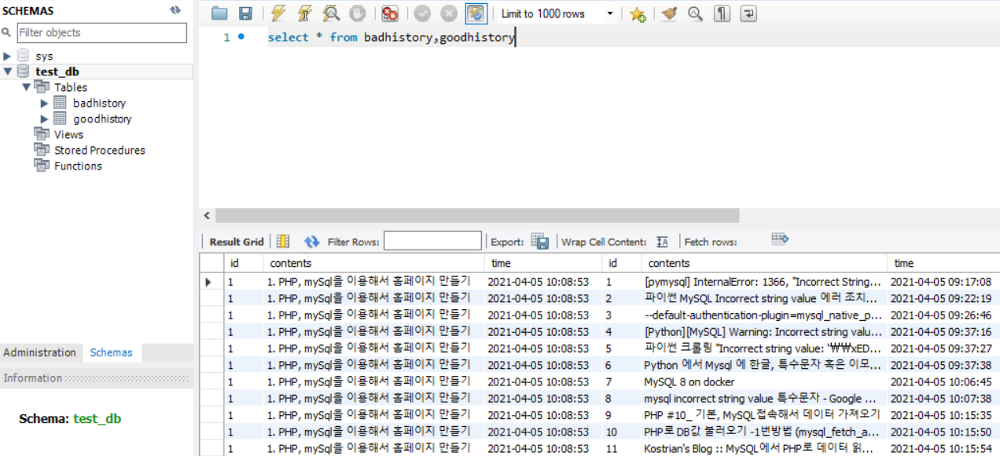 SCHEMAS
Filter objects
sys
test_db
Tables
badhistory
goodhistory
Views
Stored Procedures
Functions
Administration Schemas
Information
Schema: test_db
Limit to 1000 rows
1 select * from badhistory,goodhistory
Result Grid Filter Rows: Export: Wrap Cell Content: Fetch rows:
id contents time id contents time
1 1. PHP, mySql을 이용해서 홈페이지 만들기 2021-04-05 10:08:53 1 [pymysql] InternalError: 1366, "Incorrect String... 2021-04-05 09:17:08
1 1. PHP, mySql을 이용해서 홈페이지 만들기 2021-04-05 10:08:53 2 파이썬 MySQL Incorrect string value 에러 조치... 2021-04-05 09:22:19
1 1. PHP, mySql을 이용해서 홈페이지 만들기 2021-04-05 10:08:53 3 --default-authentication-plugin=mysql_native_p... 2021-04-05 09:26:46
1 1. PHP, mySql을 이용해서 홈페이지 만들기 2021-04-05 10:08:53 4 [Python][MySQL] Warning: Incorrect string valu... 2021-04-05 09:37:16
1 1. PHP, mySql을 이용해서 홈페이지 만들기 2021-04-05 10:08:53 5 파이썬 크롤링 "Incorrect string value: '₩₩xED... 2021-04-05 09:37:27
1 1. PHP, mySql을 이용해서 홈페이지 만들기 2021-04-05 10:08:53 6 Python 에서 Mysql 에 한글, 특수문자 혹은 이모... 2021-04-05 09:37:38
1 1. PHP, mySql을 이용해서 홈페이지 만들기 2021-04-05 10:08:53 7 MySQL 8 on docker 2021-04-05 10:06:45
1 1. PHP, mySql을 이용해서 홈페이지 만들기 2021-04-05 10:08:53 8 mysql incorrect string value 특수문자 - Google ... 2021-04-05 10:07:38
1 1. PHP, mySql을 이용해서 홈페이지 만들기 2021-04-05 10:08:53 9 PHP #10_ 기본, MySQL접속해서 데이터 가져오기 2021-04-05 10:15:35
1 1. PHP, mySql을 이용해서 홈페이지 만들기 2021-04-05 10:08:53 10 PHP로 DB값 불러오기 -1번방법 (mysql_fetch_a... 2021-04-05 10:15:50
1 1. PHP, mySql을 이용해서 홈페이지 만들기 2021-04-05 10:08:53 11 Kostrian's Blog :: MySQL에서 PHP로 데이터 읽... 2021-04-05 10:15:54